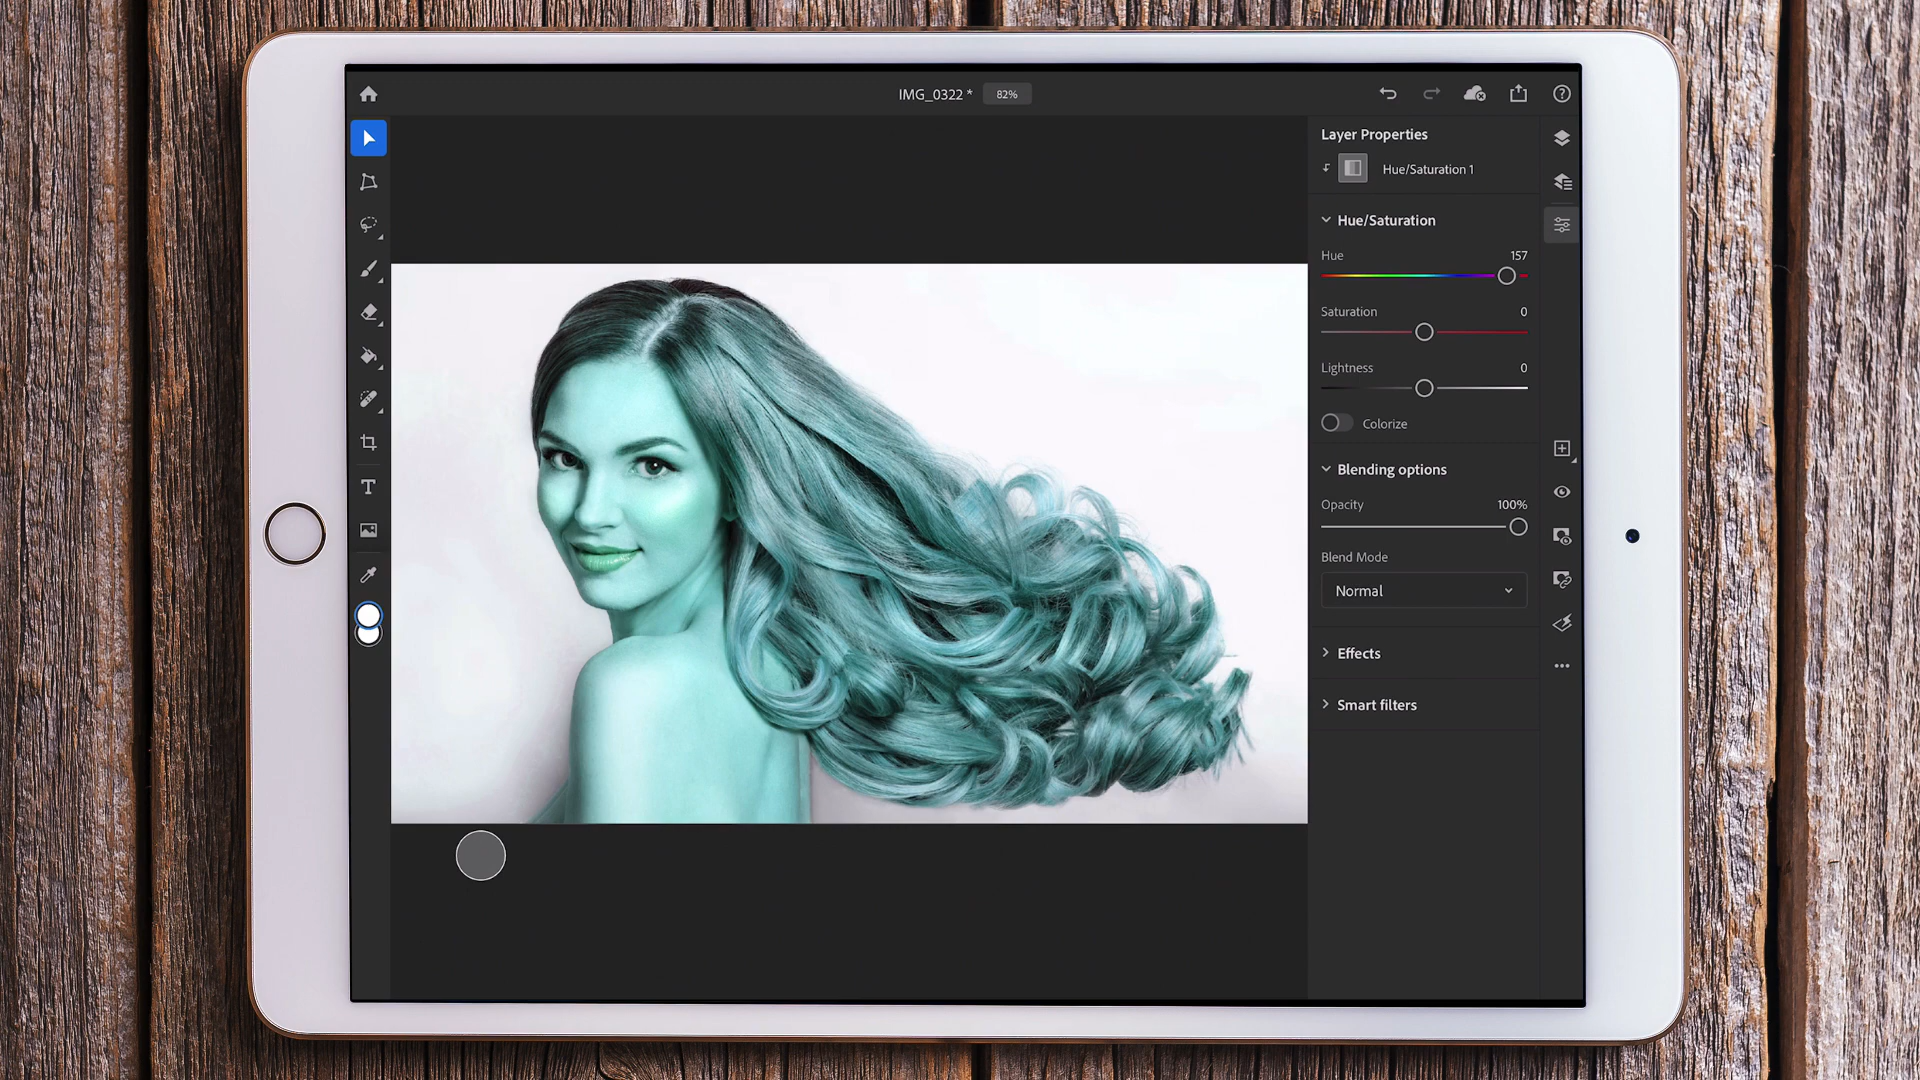 IMG_0322 * 82%
Layer Properties
Hue/Saturation 1
Hue/Saturation
Hue 157
Saturation 0
Lightness 0
Colorize
Blending options
Opacity 100%
Blend Mode
Normal
Effects
Smart filters